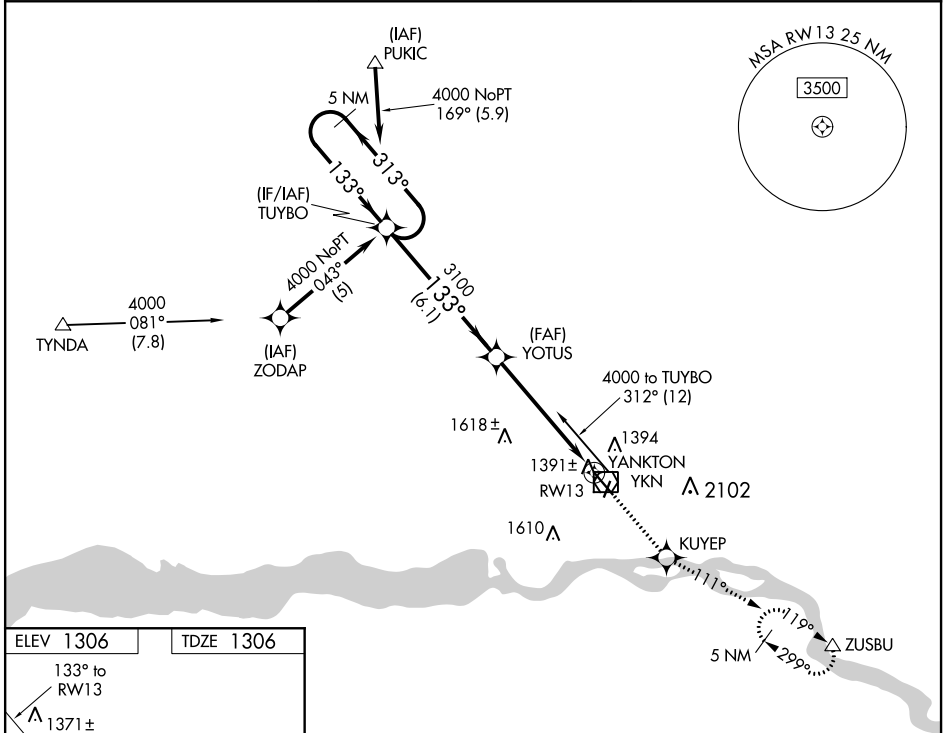 (IAF)
PUKIC
MSA RW13 25 NM
3500
5 NM
4000 NoPT
169° (5.9)
313°
133°
(IF/IAF)
TUYBO
4000 NoPT
043°
(5)
3100
133°
(6.1)
4000
081°
(7.8)
TYNDA
(IAF)
ZODAP
(FAF)
YOTUS
4000 to TUYBO
312° (12)
1618±
1394
1391±
YANKTON
YKN
RW13
2102
1610
KUYEP
111°
119°
ZUSBU
5 NM
299°
ELEV 1306
TDZE 1306
133° to
RW13
1371±